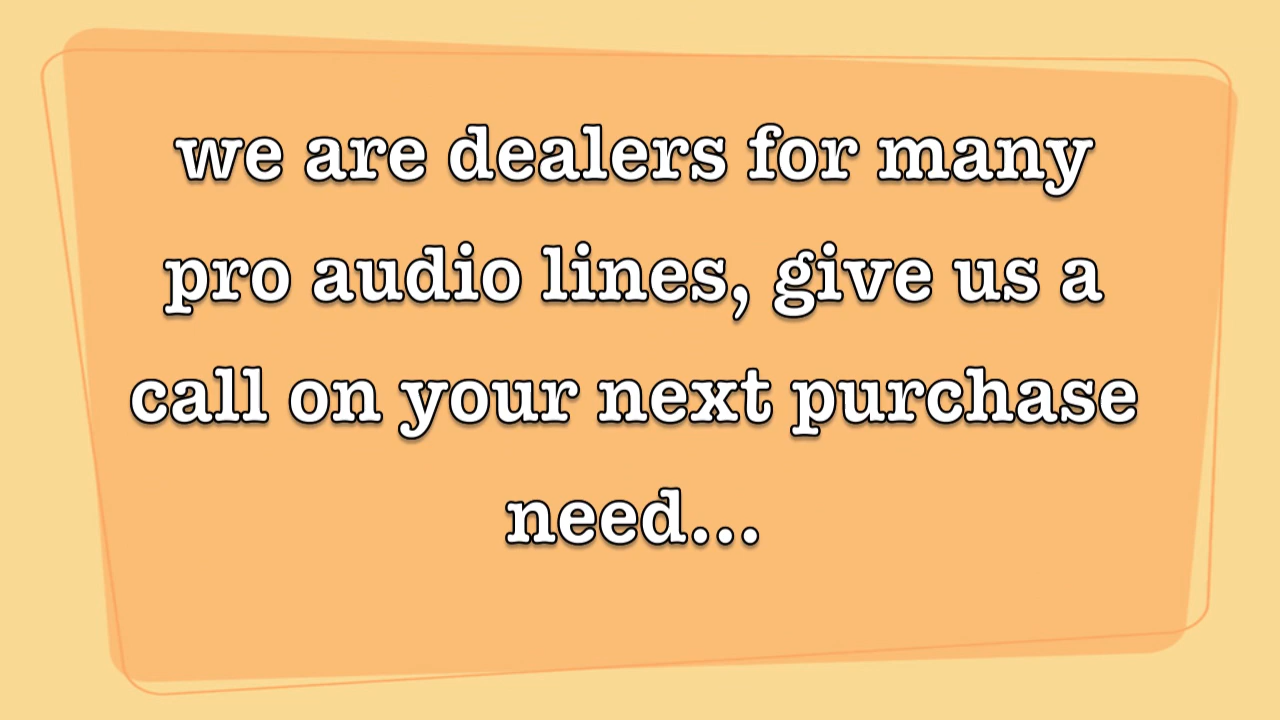 we are dealers for many
pro audio lines, give us a
call on your next purchase
need...